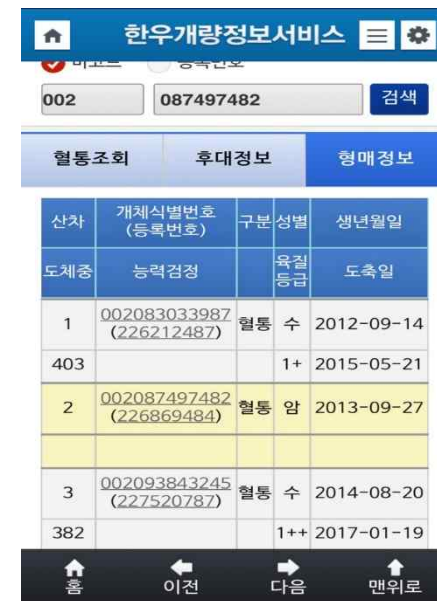 한우개량정보서비스
002 087497482 검색
혈통조회 후대정보 형매정보
산차 개체식별번호 (등록번호) 구분 성별 생년월일
도체중 능력검정 육질등급 도축일
1 002083033987 (226212487) 혈통 수 2012-09-14
403 1+ 2015-05-21
2 002087497482 (226869484) 혈통 암 2013-09-27
3 002093843245 (227520787) 혈통 수 2014-08-20
382 1++ 2017-01-19
홈 이전 다음 맨위로